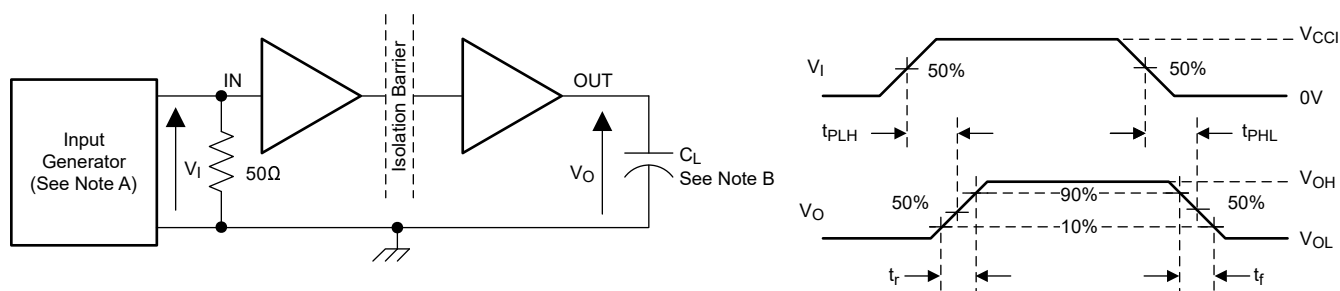 Input
Generator
(See Note A)
V_I
IN
50Ω
Isolation Barrier
OUT
V_O
C_L
See Note B
V_I
50%
50%
V_CCI
0V
t_PLH
t_PHL
V_O
50%
90%
10%
50%
V_OH
V_OL
t_r
t_f